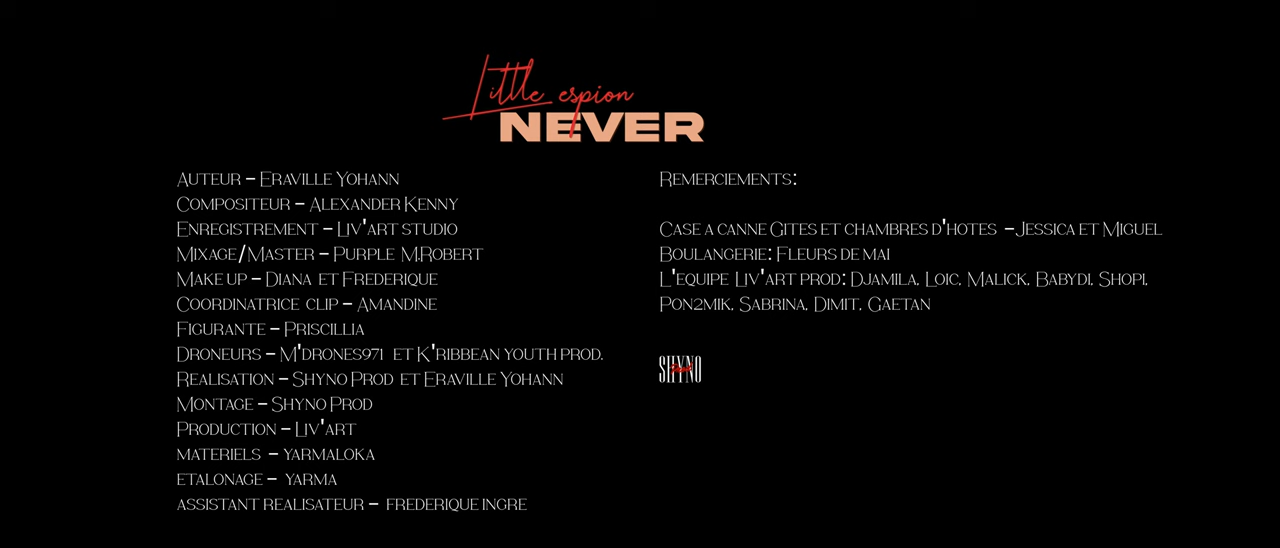 Little espion
NEVER
AUTEUR - ERAVILLE YOHANN
COMPOSITEUR - ALEXANDER KENNY
ENREGISTREMENT - LIV'ART STUDIO
MIXAGE/MASTER - PURPLE M.ROBERT
MAKE UP - DIANA ET FREDERIQUE
COORDINATRICE CLIP - AMANDINE
FIGURANTE - PRISCILLIA
DRONEURS - M'DRONES971 ET K'RIBBEAN YOUTH PROD.
REALISATION - SHYNO PROD ET ERAVILLE YOHANN
MONTAGE - SHYNO PROD
PRODUCTION - LIV'ART
MATERIELS - YARMALOKA
ETALONAGE - YARMA
ASSISTANT REALISATEUR - FREDERIQUE INGRE
REMERCIEMENTS:
CASE A CANNE GITES ET CHAMBRES D'HOTES -JESSICA ET MIGUEL
BOULANGERIE: FLEURS DE MAI
L'EQUIPE LIV'ART PROD: DJAMILA, LOIC, MALICK, BABYDI, SHOPI,
PON2MIK, SABRINA, DIMIT, GAETAN
SHYNO